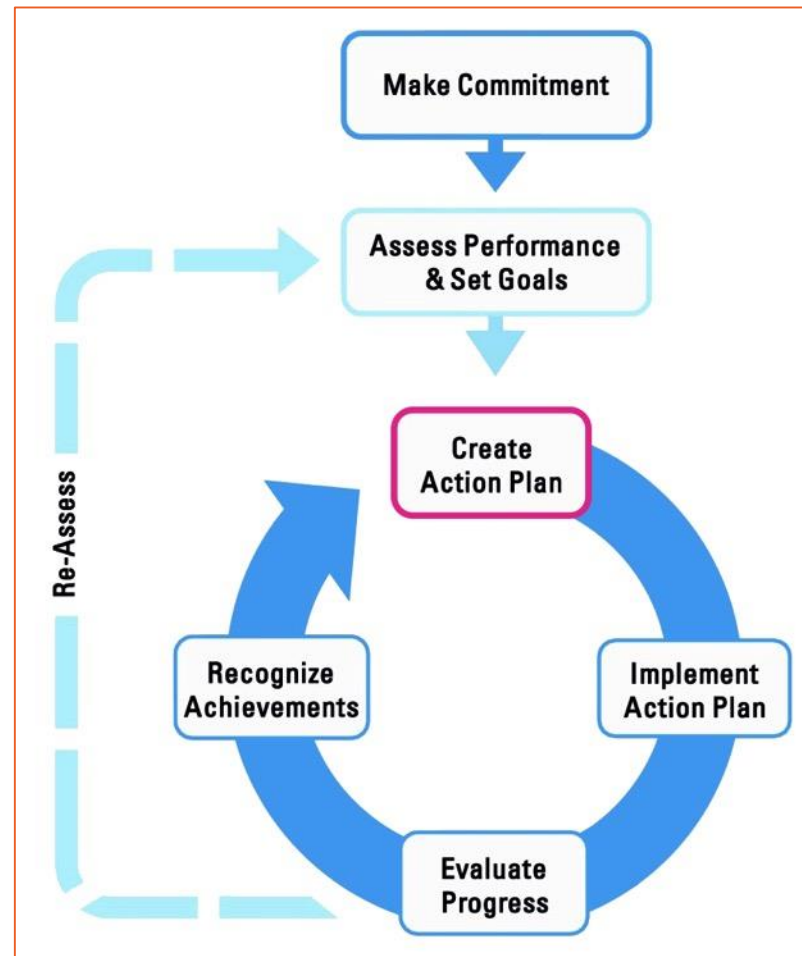 Make Commitment
Assess Performance
& Set Goals
Create
Action Plan
Re-Assess
Recognize
Achievements
Implement
Action Plan
Evaluate
Progress